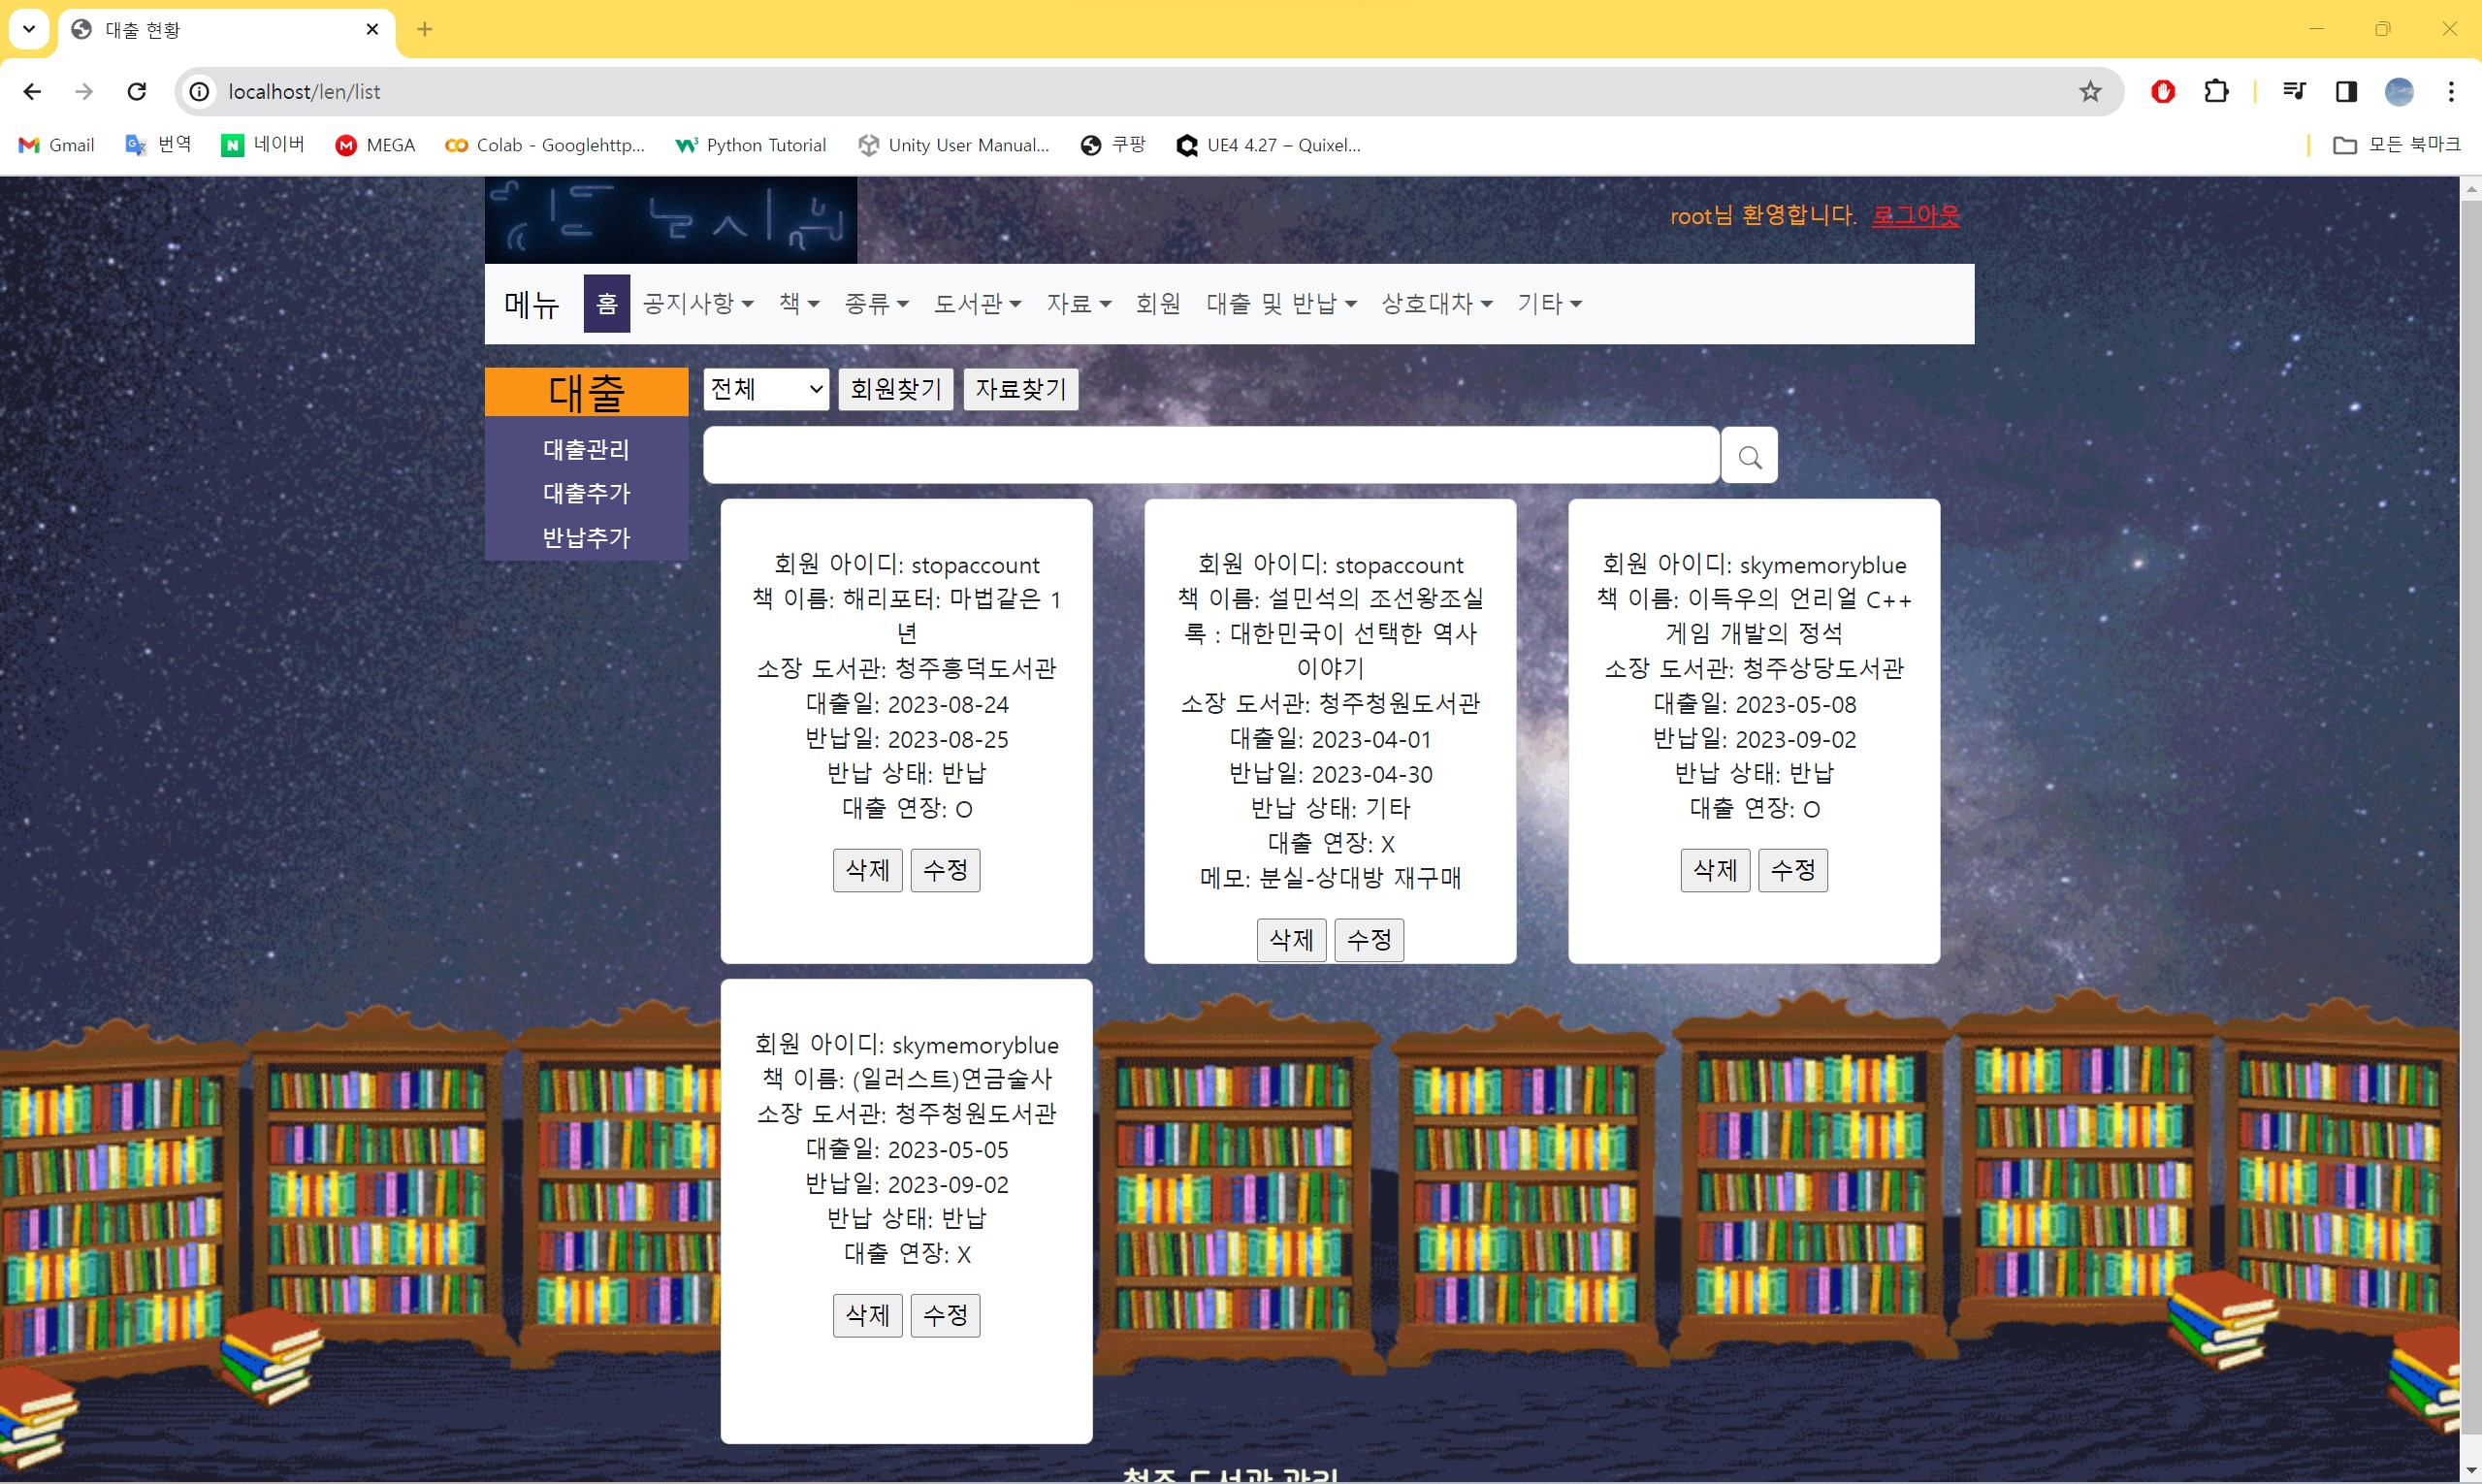 대출 현황
localhost/len/list
Gmail 번역 네이버 MEGA Colab - Googlehttp... Python Tutorial Unity User Manual... 쿠팡 UE4 4.27 – Quixel... 모든 북마크
root님 환영합니다. 로그아웃
메뉴 홈 공지사항 책 종류 도서관 자료 회원 대출 및 반납 상호대차 기타
대출
대출관리
대출추가
반납추가
전체 회원찾기 자료찾기
회원 아이디: stopaccount
책 이름: 해리포터: 마법같은 1
년
소장 도서관: 청주흥덕도서관
대출일: 2023-08-24
반납일: 2023-08-25
반납 상태: 반납
대출 연장: O
삭제 수정
회원 아이디: stopaccount
책 이름: 설민석의 조선왕조실
록 : 대한민국이 선택한 역사
이야기
소장 도서관: 청주청원도서관
대출일: 2023-04-01
반납일: 2023-04-30
반납 상태: 기타
대출 연장: X
메모: 분실-상대방 재구매
삭제 수정
회원 아이디: skymemoryblue
책 이름: 이득우의 언리얼 C++
게임 개발의 정석
소장 도서관: 청주상당도서관
대출일: 2023-05-08
반납일: 2023-09-02
반납 상태: 반납
대출 연장: O
삭제 수정
회원 아이디: skymemoryblue
책 이름: (일러스트)연금술사
소장 도서관: 청주청원도서관
대출일: 2023-05-05
반납일: 2023-09-02
반납 상태: 반납
대출 연장: X
삭제 수정
청주 도서관 관리